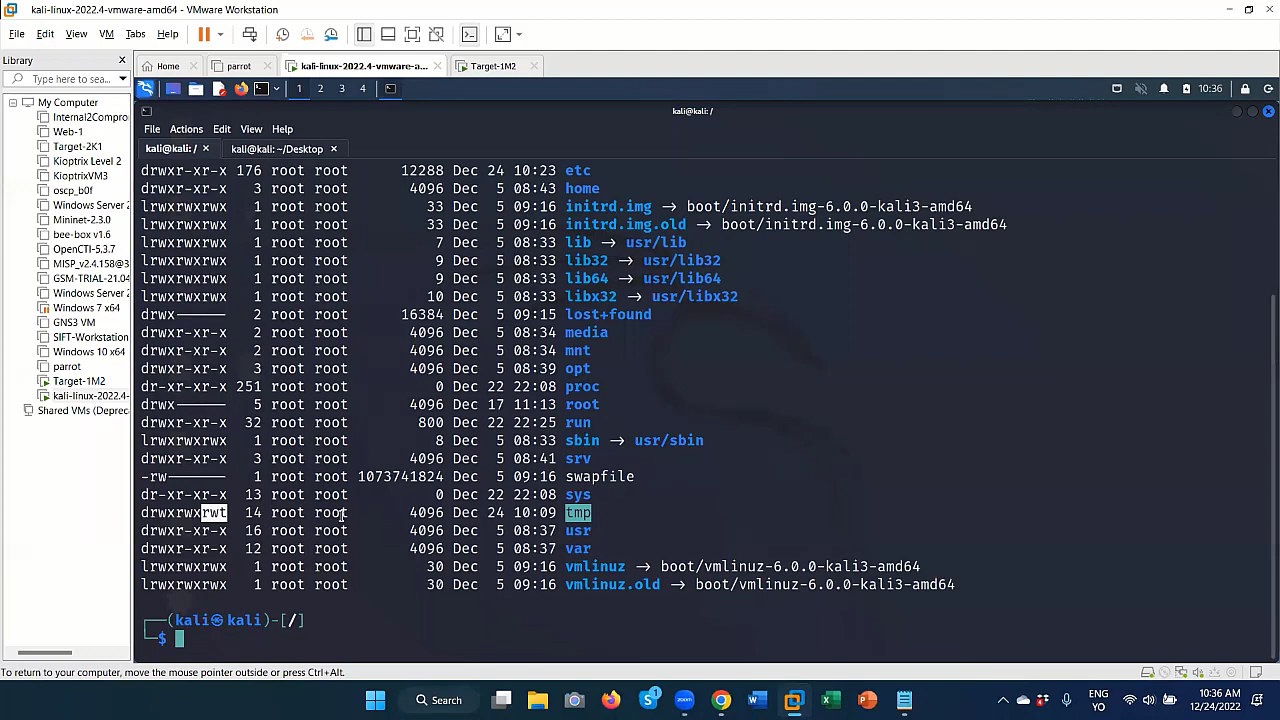 kali-linux-2022.4-vmware-amd64 - VMware Workstation
File Edit View VM Tabs Help
Library
Type here to sea...
Home
parrot
kali-linux-2022.4-vmware-a...
Target-1M2
My Computer
Internal2Compro
Web-1
Target-2K1
Kioptrix Level 2
KioptrixVM3
oscp_b0f
Windows Server 2
Mininet-2.3.0
bee-box v1.6
OpenCTI-5.3.7
MISP_v2.4.158@3
GSM-TRIAL-21.04
Windows Server 2
Windows 7 x64
GNS3 VM
SIFT-Workstation
Windows 10 x64
parrot
Target-1M2
kali-linux-2022.4
Shared VMs (Deprec
1 2 3 4
10:36
kali@kali: /
File Actions Edit View Help
kali@kali: /
kali@kali: ~/Desktop
drwxr-xr-x 176 root root 12288 Dec 24 10:23 etc
drwxr-xr-x 3 root root 4096 Dec 5 08:43 home
lrwxrwxrwx 1 root root 33 Dec 5 09:16 initrd.img → boot/initrd.img-6.0.0-kali3-amd64
lrwxrwxrwx 1 root root 33 Dec 5 09:16 initrd.img.old → boot/initrd.img-6.0.0-kali3-amd64
lrwxrwxrwx 1 root root 7 Dec 5 08:33 lib → usr/lib
lrwxrwxrwx 1 root root 9 Dec 5 08:33 lib32 → usr/lib32
lrwxrwxrwx 1 root root 9 Dec 5 08:33 lib64 → usr/lib64
lrwxrwxrwx 1 root root 10 Dec 5 08:33 libx32 → usr/libx32
drwx------ 2 root root 16384 Dec 5 09:15 lost+found
drwxr-xr-x 2 root root 4096 Dec 5 08:34 media
drwxr-xr-x 2 root root 4096 Dec 5 08:34 mnt
drwxr-xr-x 3 root root 4096 Dec 5 08:39 opt
dr-xr-xr-x 251 root root 0 Dec 22 22:08 proc
drwx------ 5 root root 4096 Dec 17 11:13 root
drwxr-xr-x 32 root root 800 Dec 22 22:25 run
lrwxrwxrwx 1 root root 8 Dec 5 08:33 sbin → usr/sbin
drwxr-xr-x 3 root root 4096 Dec 5 08:41 srv
-rw------- 1 root root 1073741824 Dec 5 09:16 swapfile
dr-xr-xr-x 13 root root 0 Dec 22 22:08 sys
drwxrwxrwt 14 root root 4096 Dec 24 10:09 tmp
drwxr-xr-x 16 root root 4096 Dec 5 08:37 usr
drwxr-xr-x 12 root root 4096 Dec 5 08:37 var
lrwxrwxrwx 1 root root 30 Dec 5 09:16 vmlinuz → boot/vmlinuz-6.0.0-kali3-amd64
lrwxrwxrwx 1 root root 30 Dec 5 09:16 vmlinuz.old → boot/vmlinuz-6.0.0-kali3-amd64
┌──(kali㉿kali)-[/]
└─$
To return to your computer, move the mouse pointer outside or press Ctrl+Alt.
Search
ENG
YO
10:36 AM
12/24/2022